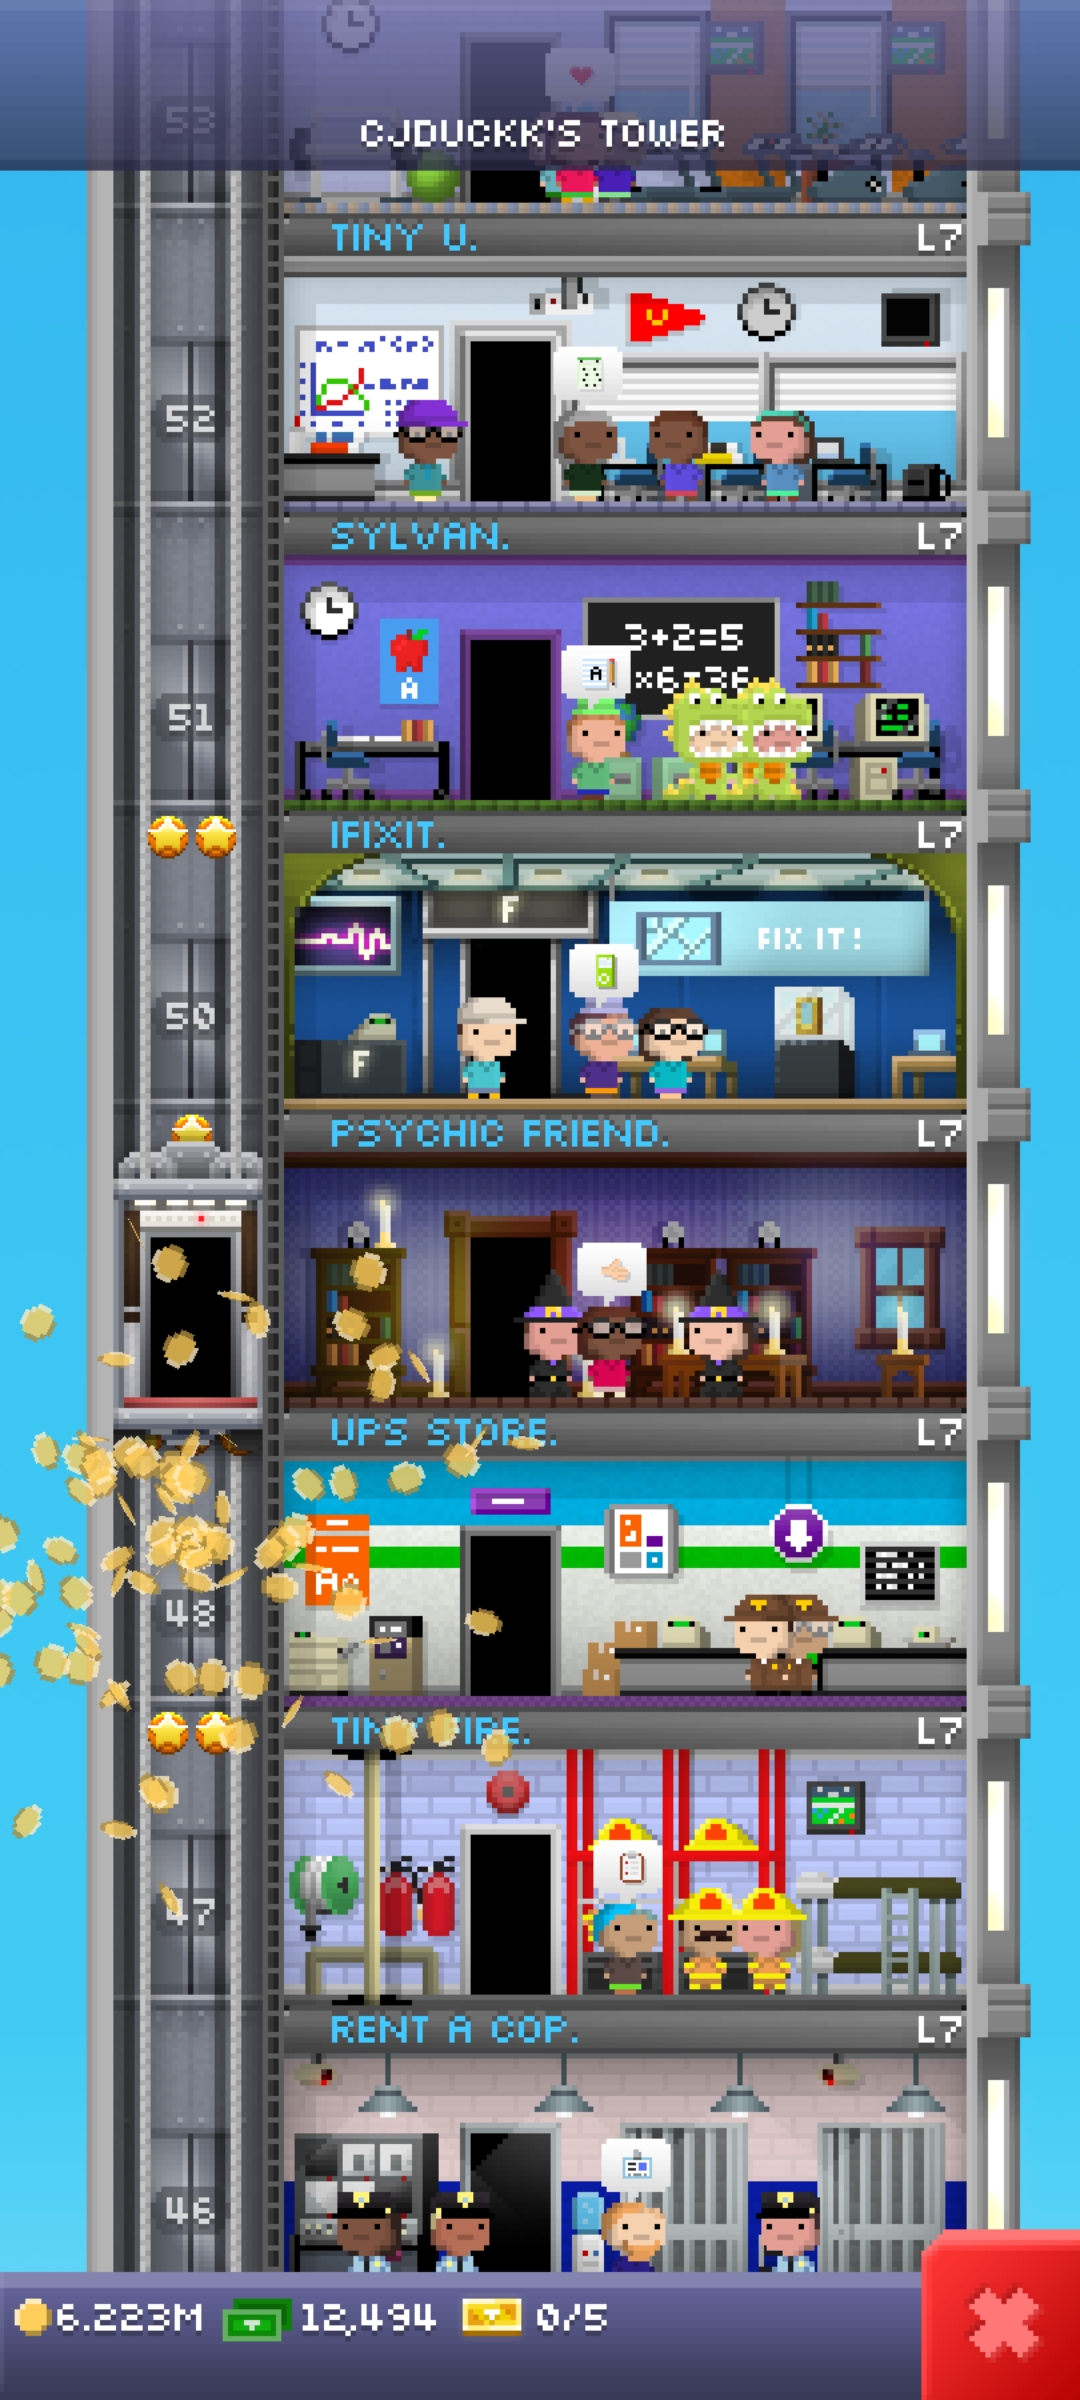 53
CJDUCKK'S TOWER
TINY U. L7
52
SYLVAN. L7
3+2=5
x6=36
A
A
51
IFIXIT. L7
F
FIX IT!
50
F
PSYCHIC FRIEND. L7
UPS STORE. L7
48
TINY FIRE. L7
47
RENT A COP. L7
46
6.223M 12,494 0/5